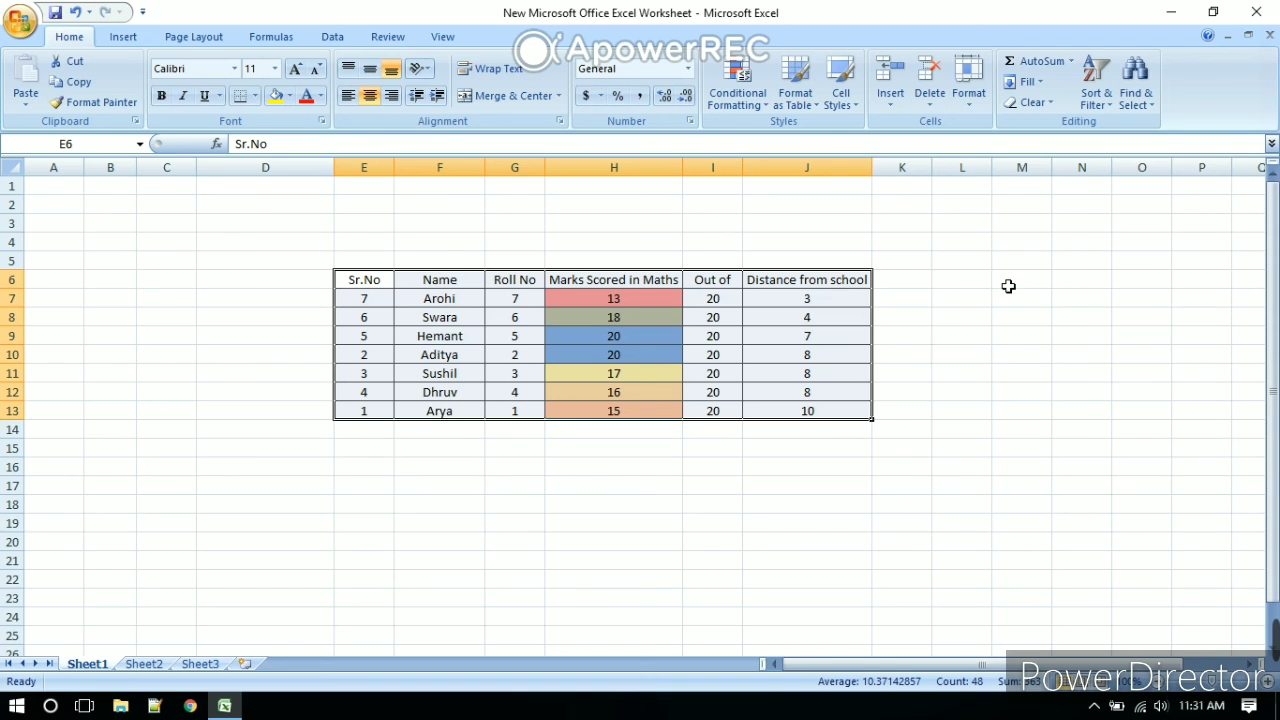 New Microsoft Office Excel Worksheet - Microsoft Excel
Home Insert Page Layout Formulas Data Review View
ApowerREC
Paste Cut Copy Format Painter Clipboard
Calibri 11 B I U Font
Wrap Text Merge & Center Alignment
General $ % , Number
Conditional Formatting Format as Table Cell Styles Styles
Insert Delete Format Cells
Σ AutoSum Fill Clear Sort & Filter Find & Select Editing
E6 fx Sr.No
A B C D E F G H I J K L M N O P
1
2
3
4
5
6 Sr.No Name Roll No Marks Scored in Maths Out of Distance from school
7 7 Arohi 7 13 20 3
8 6 Swara 6 18 20 4
9 5 Hemant 5 20 20 7
10 2 Aditya 2 20 20 8
11 3 Sushil 3 17 20 8
12 4 Dhruv 4 16 20 8
13 1 Arya 1 15 20 10
14
15
16
17
18
19
20
21
22
23
24
25
26
Sheet1 Sheet2 Sheet3
Ready Average: 10.37142857 Count: 48 Sum: 363 100%
PowerDirector
11:31 AM